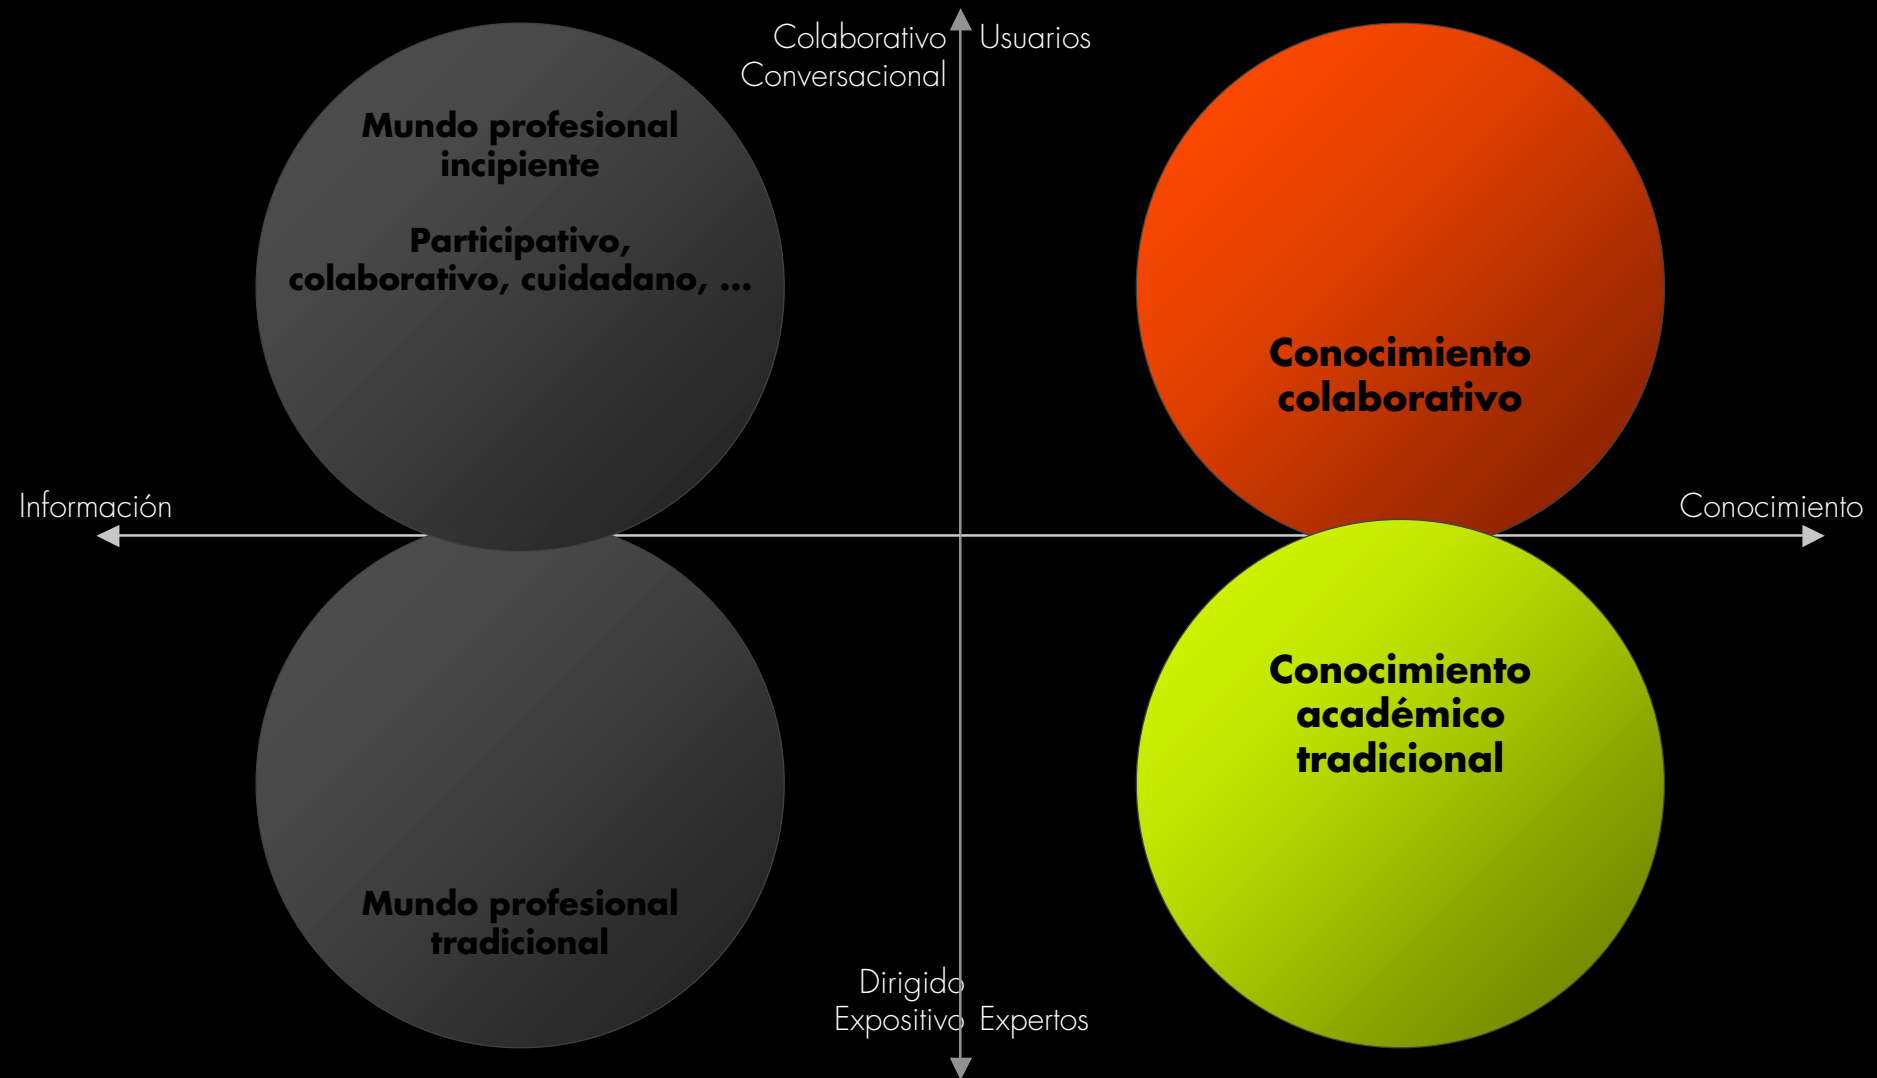 Colaborativo
Conversacional
Usuarios
Mundo profesional
incipiente
Participativo,
colaborativo, cuidadano, ...
Conocimiento
colaborativo
Información
Conocimiento
Conocimiento
académico
tradicional
Mundo profesional
tradicional
Dirigido
Expositivo
Expertos